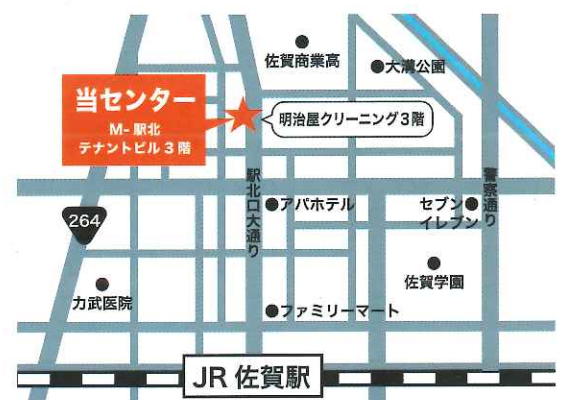 佐賀商業高
大溝公園
当センター
M-駅北
テナントビル3階
明治屋クリーニング3階
駅北口大通り
警察通り
アパホテル
セブン
イレブン
264
佐賀学園
力武医院
ファミリーマート
JR 佐賀駅